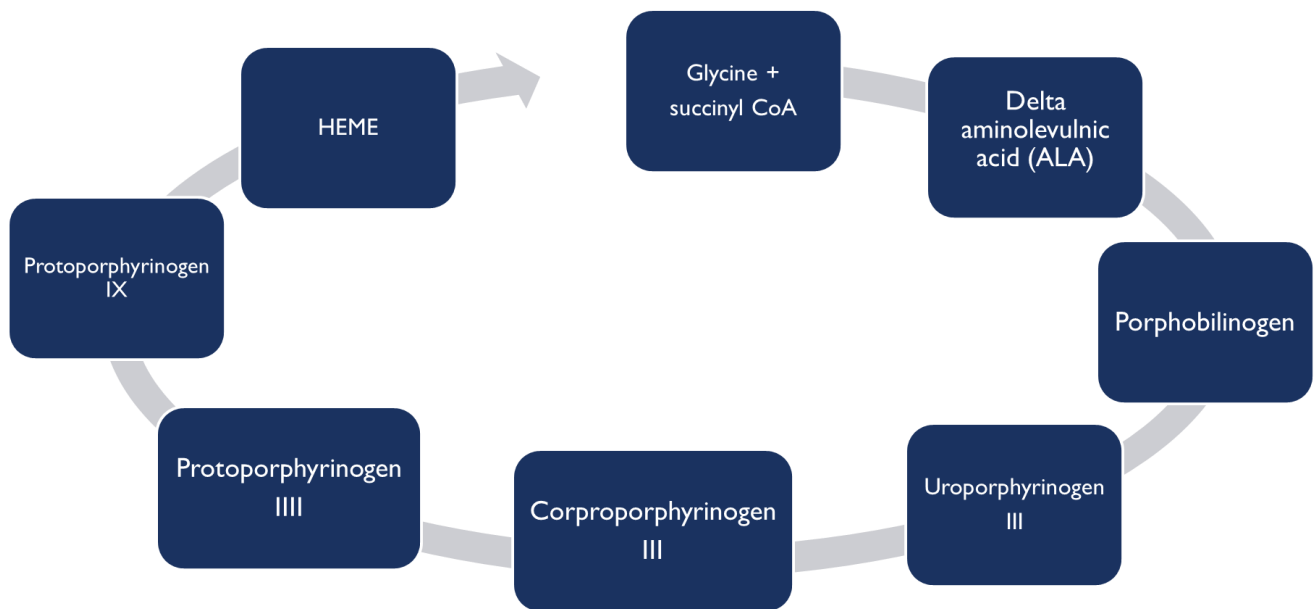 Glycine +
succinyl CoA
Delta
aminolevulnic
acid (ALA)
Porphobilinogen
Uroporphyrinogen
III
Corproporphyrinogen
III
Protoporphyrinogen
IIII
Protoporphyrinogen
IX
HEME